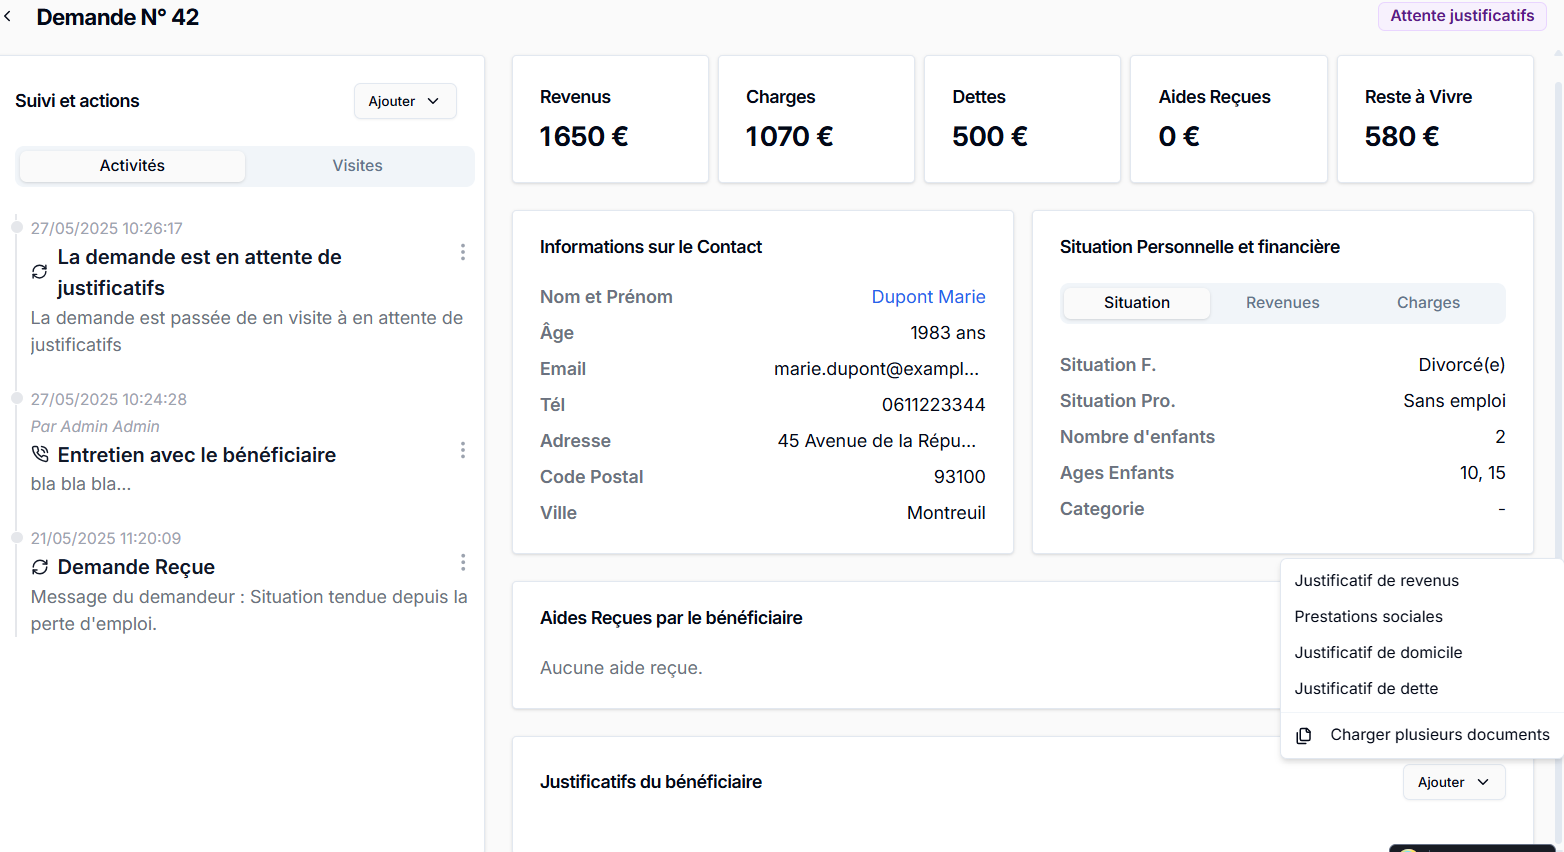 Demande N° 42
Attente justificatifs
Suivi et actions
Ajouter
Activités
Visites
27/05/2025 10:26:17
La demande est en attente de
justificatifs
La demande est passée de en visite à en attente de
justificatifs
27/05/2025 10:24:28
Par Admin Admin
Entretien avec le bénéficiaire
bla bla bla...
21/05/2025 11:20:09
Demande Reçue
Message du demandeur : Situation tendue depuis la
perte d'emploi.
Revenus
1650 €
Charges
1070 €
Dettes
500 €
Aides Reçues
0 €
Reste à Vivre
580 €
Informations sur le Contact
Nom et Prénom Dupont Marie
Âge 1983 ans
Email marie.dupont@exampl...
Tél 0611223344
Adresse 45 Avenue de la Répu...
Code Postal 93100
Ville Montreuil
Situation Personnelle et financière
Situation Revenues Charges
Situation F. Divorcé(e)
Situation Pro. Sans emploi
Nombre d'enfants 2
Ages Enfants 10, 15
Categorie -
Aides Reçues par le bénéficiaire
Aucune aide reçue.
Justificatif de revenus
Prestations sociales
Justificatif de domicile
Justificatif de dette
Charger plusieurs documents
Justificatifs du bénéficiaire
Ajouter